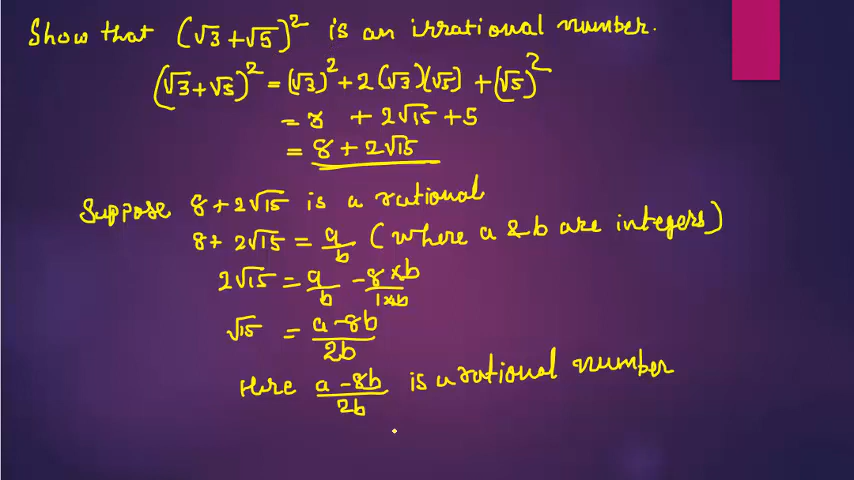 Show that (√3 + √5)² is an irrational number.
(√3 + √5)² = (√3)² + 2(√3)(√5) + (√5)²
= 8 + 2√15 + 5
= 8 + 2√15
Suppose 8 + 2√15 is a rational
8 + 2√15 = a/b (where a & b are integers)
2√15 = a/b - 8×b/1×b
√15 = a - 8b/2b
Here a - 8b/2b is a rational number